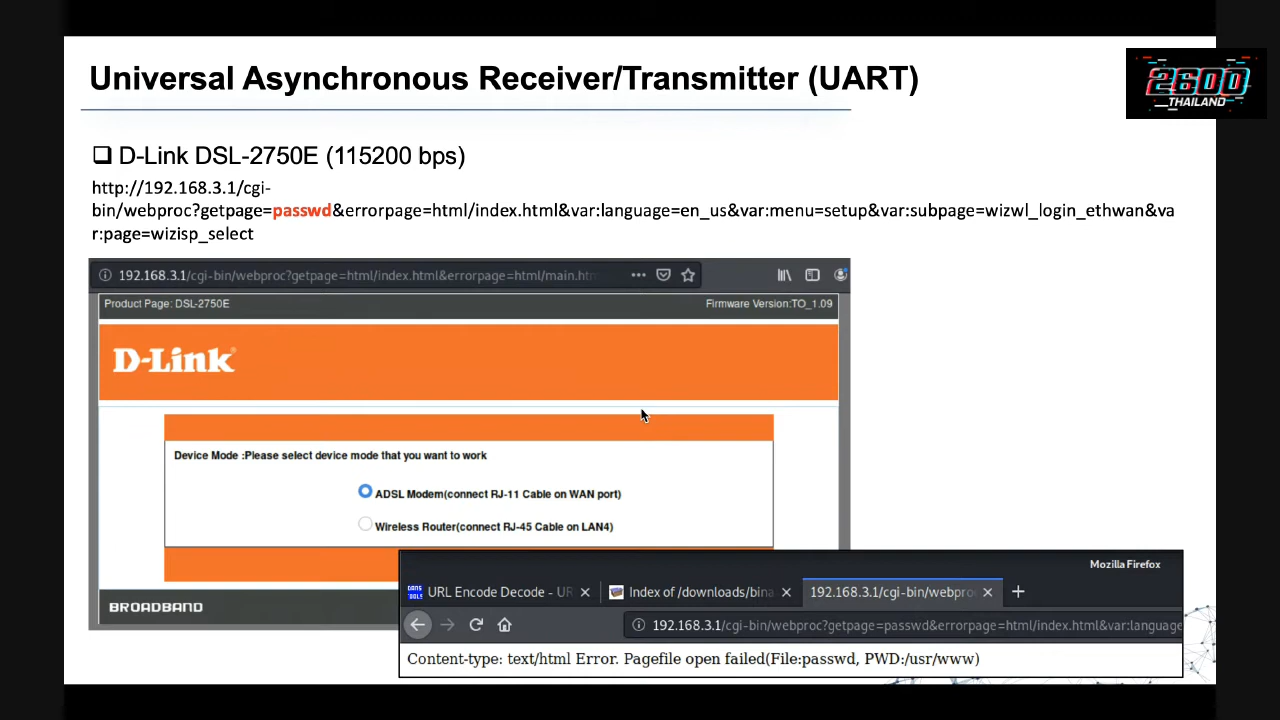 Universal Asynchronous Receiver/Transmitter (UART)
2600
THAILAND
D-Link DSL-2750E (115200 bps)
http://192.168.3.1/cgi-
bin/webproc?getpage=passwd&errorpage=html/index.html&var:language=en_us&var:menu=setup&var:subpage=wizwl_login_ethwan&va
r:page=wizisp_select
192.168.3.1/cgi-bin/webproc?getpage=html/index.html&errorpage=html/main.htm
Product Page: DSL-2750E
Firmware Version:TO_1.09
D-Link
Device Mode :Please select device mode that you want to work
ADSL Modem(connect RJ-11 Cable on WAN port)
Wireless Router(connect RJ-45 Cable on LAN4)
BROADBAND
Mozilla Firefox
URL Encode Decode - UR
Index of /downloads/bina
192.168.3.1/cgi-bin/webpro
192.168.3.1/cgi-bin/webproc?getpage=passwd&errorpage=html/index.html&var:language
Content-type: text/html Error. Pagefile open failed(File:passwd, PWD:/usr/www)